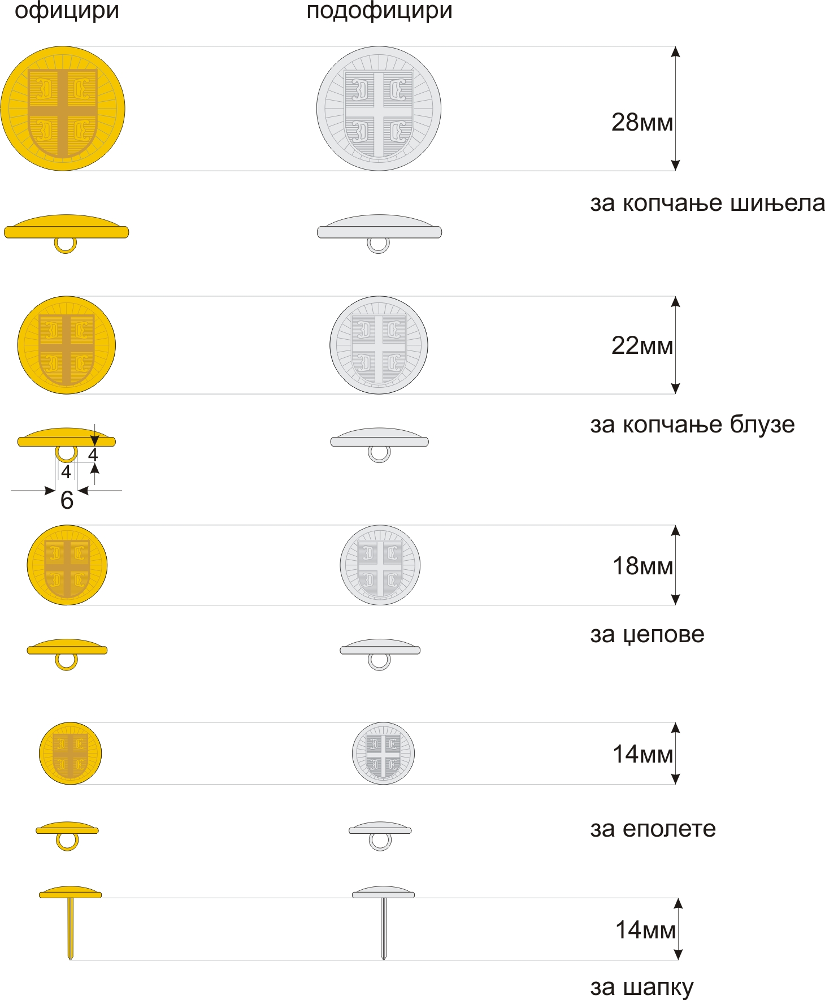 официри
подофицири
28мм
за копчање шињела
22мм
за копчање блузе
4
4
6
18мм
за џепове
14мм
за еполете
14мм
за шапку